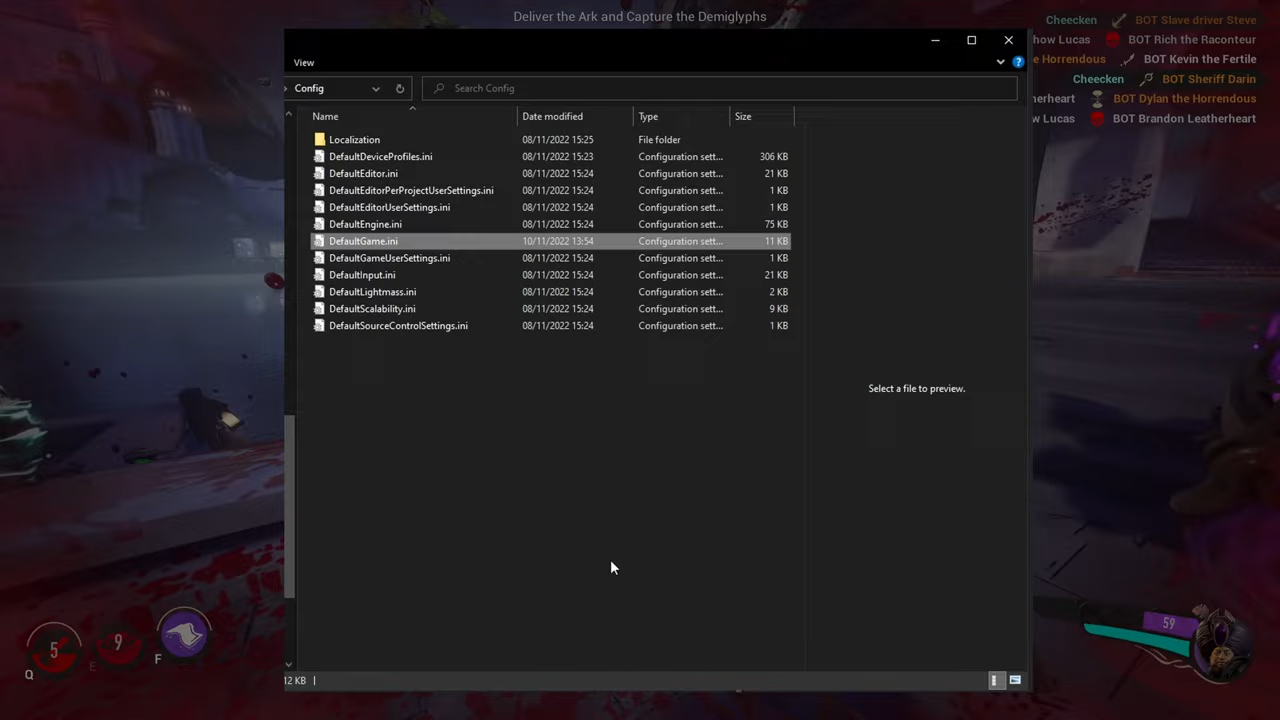 Deliver the Ark and Capture the Demiglyphs
Cheecken BOT Slave driver Steve
how Lucas BOT Rich the Raconteur
e Horrendous BOT Kevin the Fertile
Cheecken BOT Sheriff Darin
herheart BOT Dylan the Horrendous
w Lucas BOT Brandon Leatherheart
View
Config Search Config
Name Date modified Type Size
Localization 08/11/2022 15:25 File folder
DefaultDeviceProfiles.ini 08/11/2022 15:23 Configuration sett... 306 KB
DefaultEditor.ini 08/11/2022 15:24 Configuration sett... 21 KB
DefaultEditorPerProjectUserSettings.ini 08/11/2022 15:24 Configuration sett... 1 KB
DefaultEditorUserSettings.ini 08/11/2022 15:24 Configuration sett... 1 KB
DefaultEngine.ini 08/11/2022 15:24 Configuration sett... 75 KB
DefaultGame.ini 10/11/2022 13:54 Configuration sett... 11 KB
DefaultGameUserSettings.ini 08/11/2022 15:24 Configuration sett... 1 KB
DefaultInput.ini 08/11/2022 15:24 Configuration sett... 21 KB
DefaultLightmass.ini 08/11/2022 15:24 Configuration sett... 2 KB
DefaultScalability.ini 08/11/2022 15:24 Configuration sett... 9 KB
DefaultSourceControlSettings.ini 08/11/2022 15:24 Configuration sett... 1 KB
Select a file to preview.
59
5 9
Q E F
12 KB